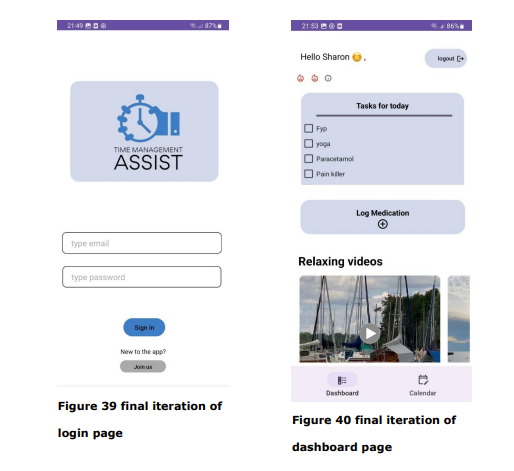 21:49
87%
TIME MANAGEMENT
ASSIST
type email
type password
Sign in
New to the app?
Join us
Figure 39 final iteration of
login page
21:53
86%
Hello Sharon 😊 ,
logout
Tasks for today
Fyp
yoga
Paracetamol
Pain killer
Log Medication
Relaxing videos
Dashboard
Calendar
Figure 40 final iteration of
dashboard page